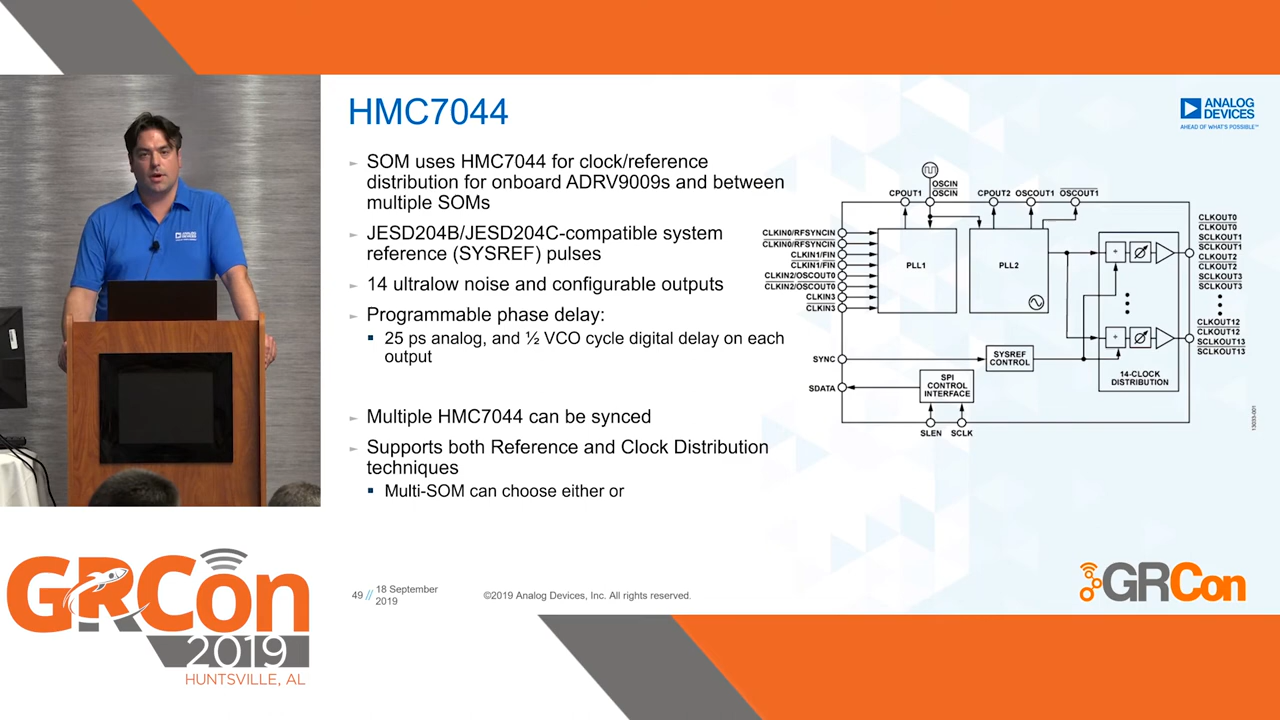 HMC7044
ANALOG
DEVICES
AHEAD OF WHAT'S POSSIBLE™
► SOM uses HMC7044 for clock/reference
distribution for onboard ADRV9009s and between
multiple SOMs
► JESD204B/JESD204C-compatible system
reference (SYSREF) pulses
► 14 ultralow noise and configurable outputs
► Programmable phase delay:
▪ 25 ps analog, and ½ VCO cycle digital delay on each
output
► Multiple HMC7044 can be synced
► Supports both Reference and Clock Distribution
techniques
▪ Multi-SOM can choose either or
OSCIN
OSCIN
CPOUT1
CPOUT2
OSCOUT1
OSCOUT1
CLKIN0/RFSYNCIN
CLKIN0/RFSYNCIN
CLKIN1/FIN
CLKIN1/FIN
CLKIN2/OSCOUT0
CLKIN2/OSCOUT0
CLKIN3
CLKIN3
PLL1
PLL2
÷
÷
CLKOUT0
CLKOUT0
SCLKOUT1
SCLKOUT1
CLKOUT2
CLKOUT2
SCLKOUT3
SCLKOUT3
CLKOUT12
CLKOUT12
SCLKOUT13
SCLKOUT13
SYNC
SYSREF
CONTROL
14-CLOCK
DISTRIBUTION
SDATA
SPI
CONTROL
INTERFACE
SLEN
SCLK
13033-001
ANALOG
DEVICES
49 // 18 September
2019
©2019 Analog Devices, Inc. All rights reserved.
GRCon
GRCon
2019
HUNTSVILLE, AL